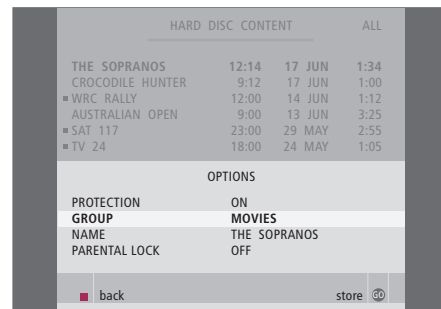 HARD DISC CONTENT ALL
THE SOPRANOS 12:14 17 JUN 1:34
CROCODILE HUNTER 9:12 17 JUN 1:00
WRC RALLY 12:00 14 JUN 1:12
AUSTRALIAN OPEN 9:00 13 JUN 3:25
SAT 117 23:00 29 MAY 2:55
TV 24 18:00 24 MAY 1:05
OPTIONS
PROTECTION ON
GROUP MOVIES
NAME THE SOPRANOS
PARENTAL LOCK OFF
back store GO